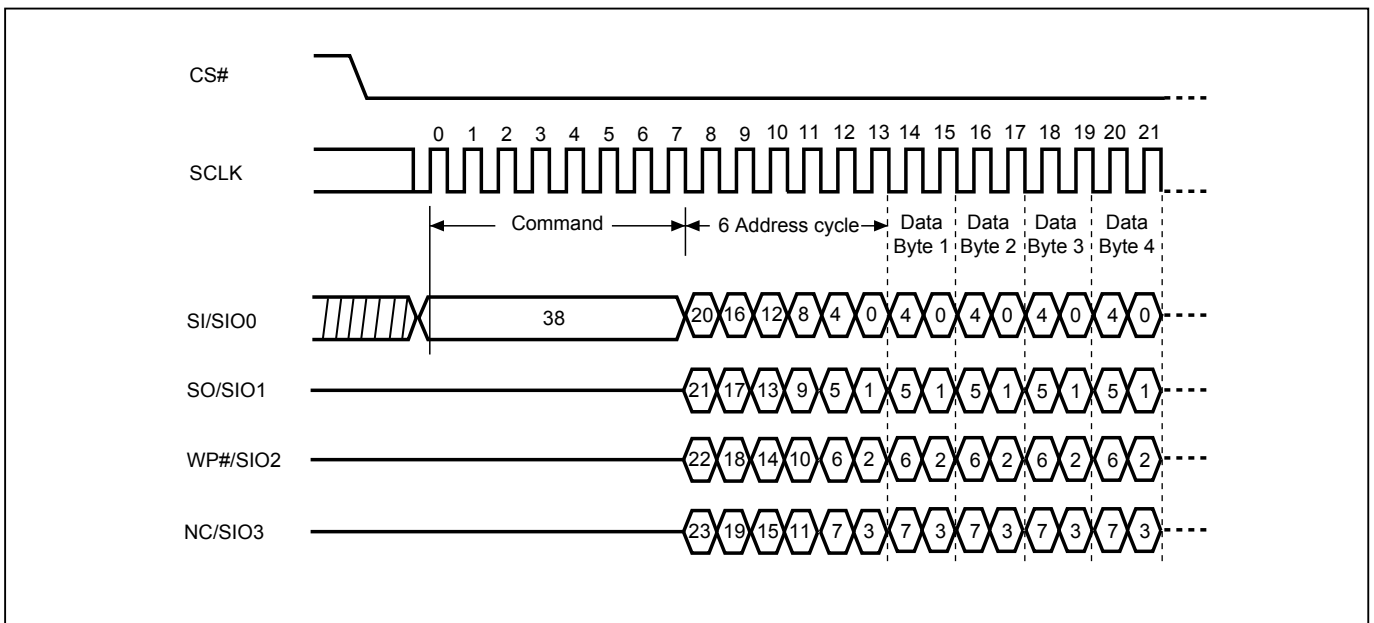 CS#
0 1 2 3 4 5 6 7 8 9 10 11 12 13 14 15 16 17 18 19 20 21
SCLK
Command 6 Address cycle Data Data Data Data
Byte 1 Byte 2 Byte 3 Byte 4
SI/SIO0 38 20 16 12 8 4 0 4 0 4 0 4 0 4 0
SO/SIO1 21 17 13 9 5 1 5 1 5 1 5 1 5 1
WP#/SIO2 22 18 14 10 6 2 6 2 6 2 6 2 6 2
NC/SIO3 23 19 15 11 7 3 7 3 7 3 7 3 7 3